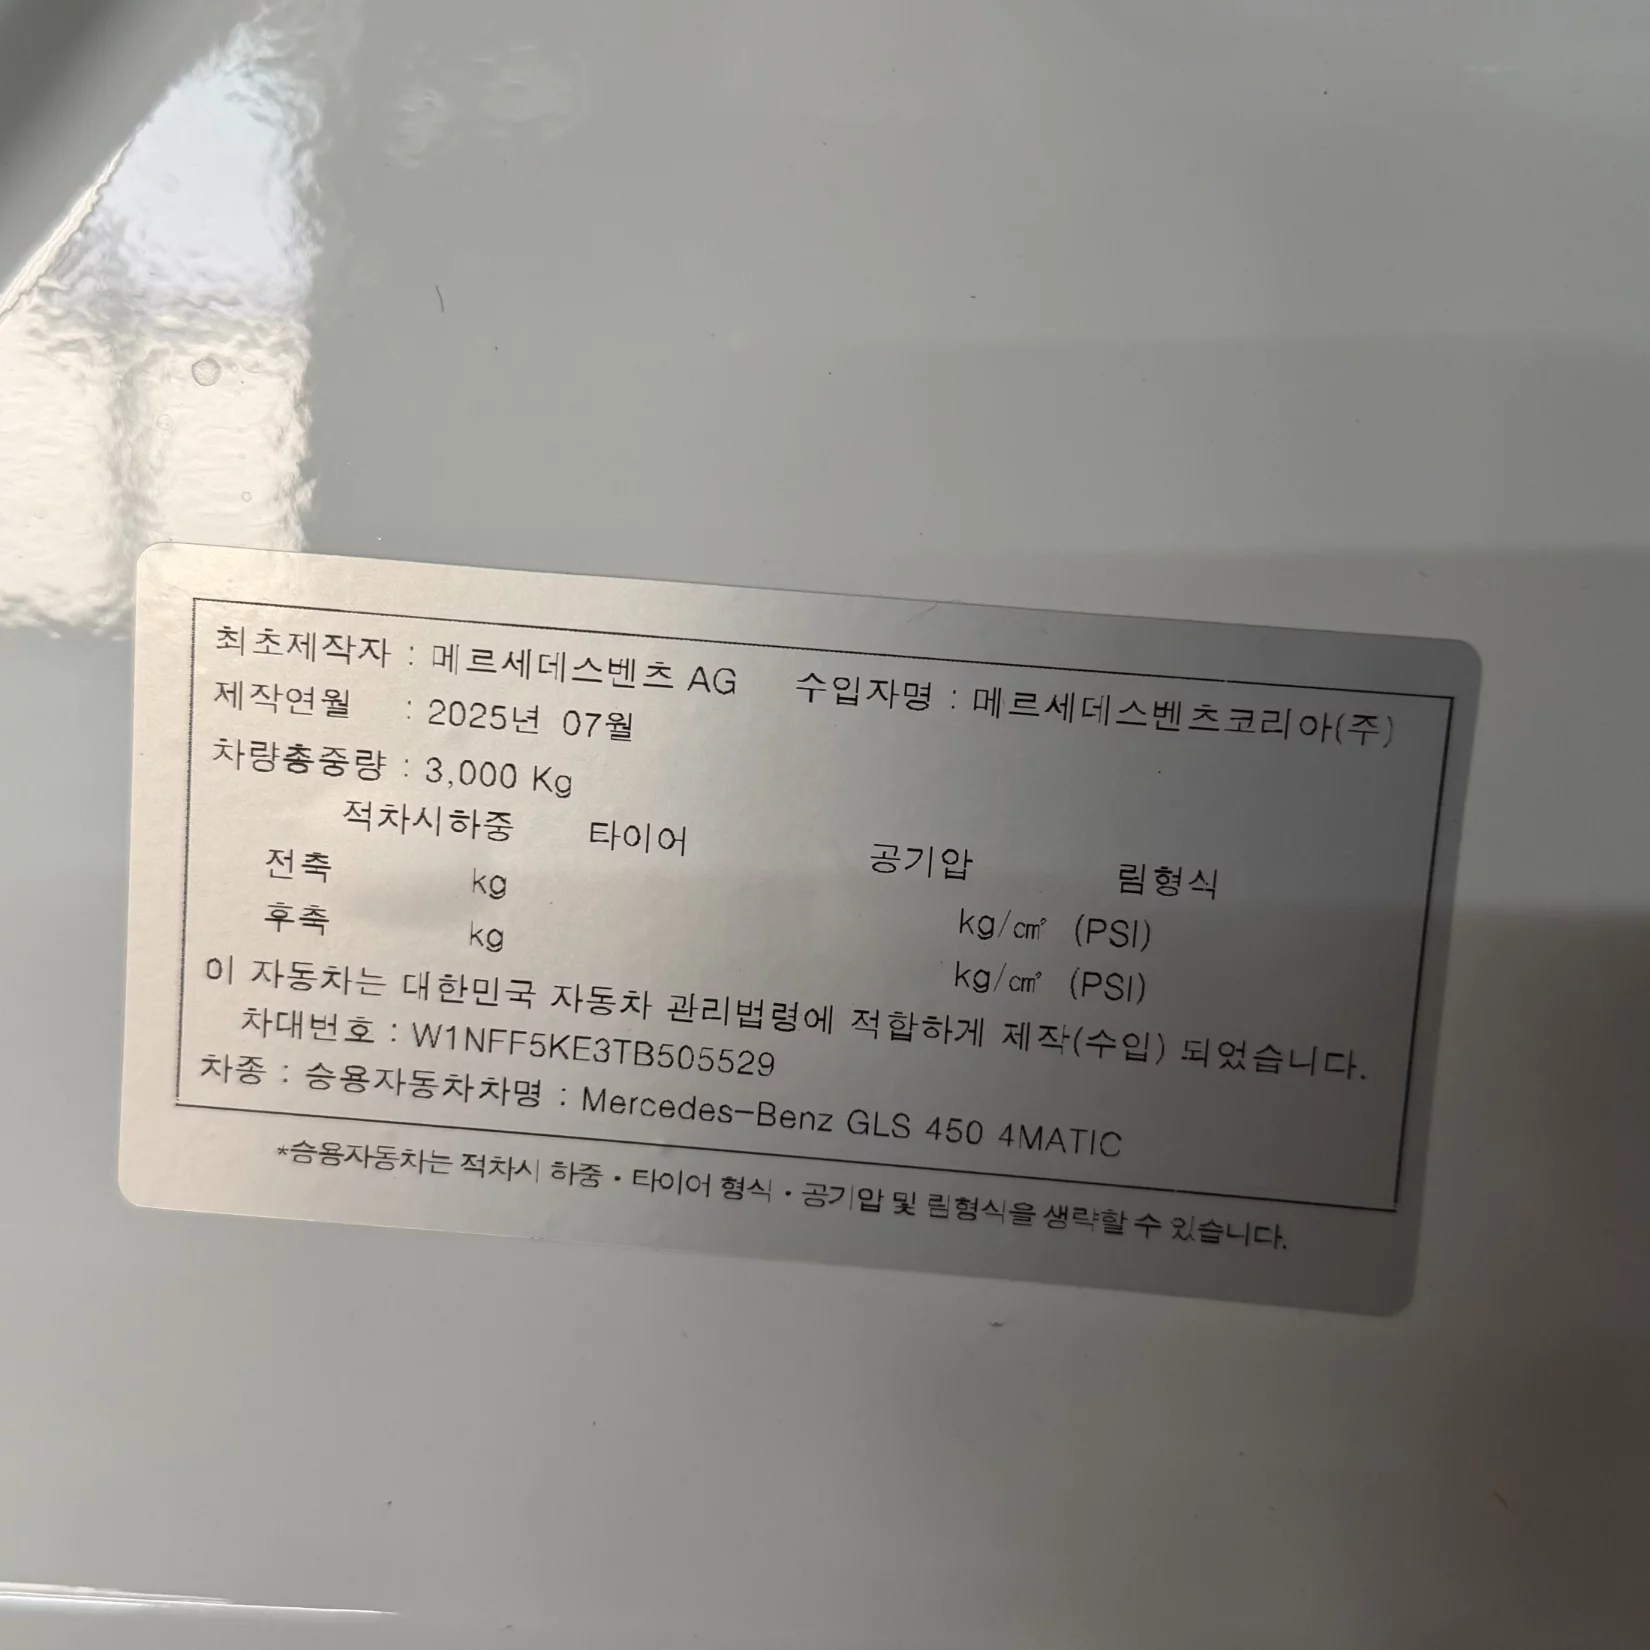 최초제작자 : 메르세데스벤츠 AG 수입자명 : 메르세데스벤츠코리아(주)
제작연월 : 2025년 07월
차량총중량 : 3,000 Kg
적차시하중 타이어 공기압 림형식
전축 kg kg/㎠ (PSI)
후축 kg kg/㎠ (PSI)
이 자동차는 대한민국 자동차 관리법령에 적합하게 제작(수입) 되었습니다.
차대번호 : W1NFF5KE3TB505529
차종 : 승용자동차차명 : Mercedes-Benz GLS 450 4MATIC
*승용자동차는 적차시 하중・타이어 형식・공기압 및 림형식을 생략할 수 있습니다.